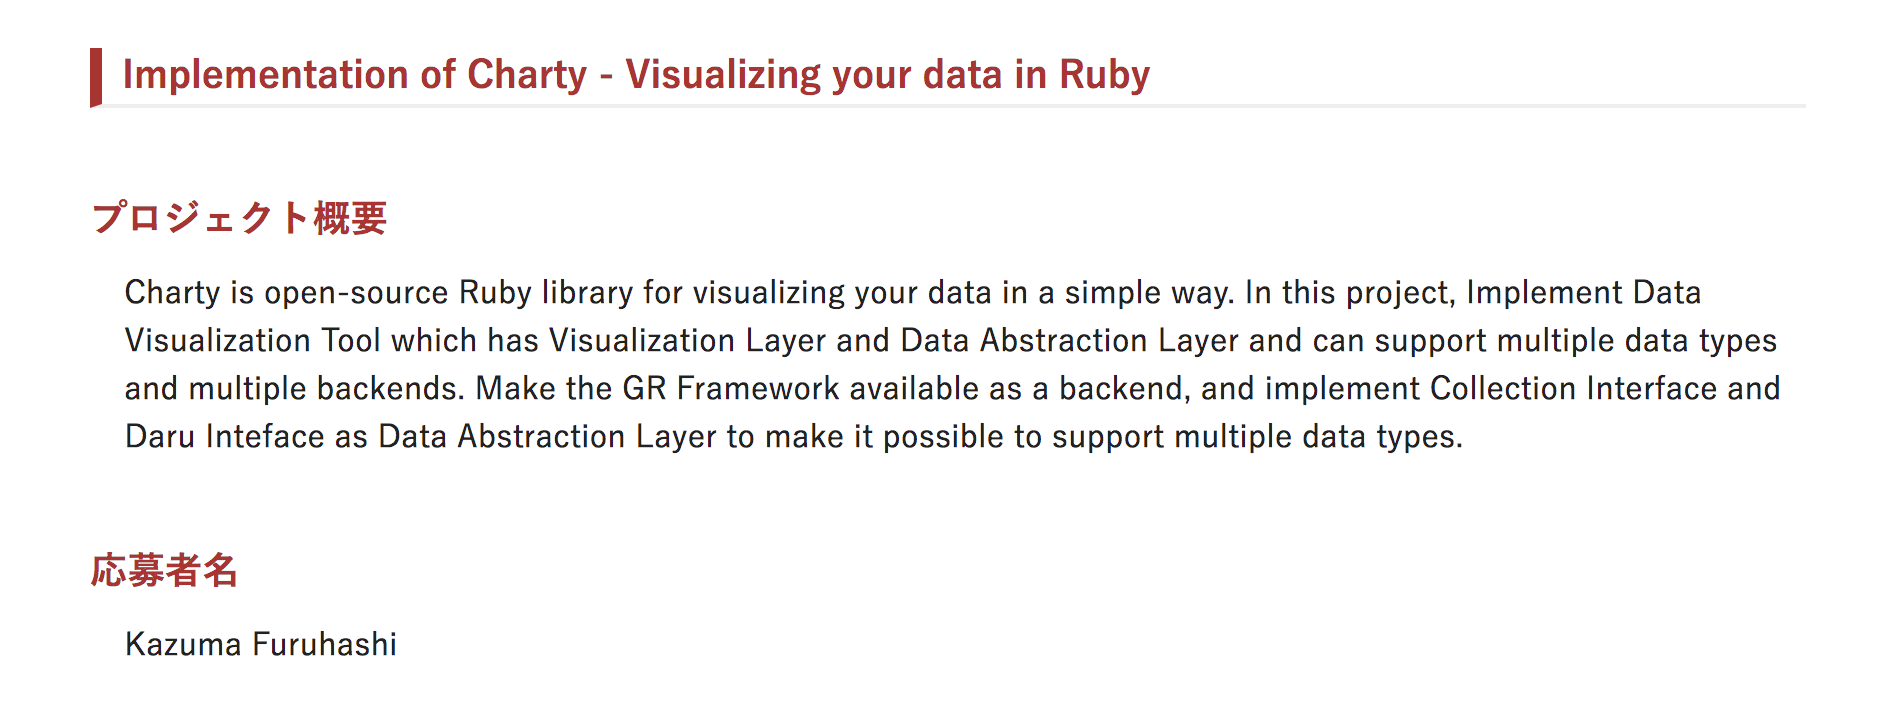 Implementation of Charty - Visualizing your data in Ruby
プロジェクト概要
Charty is open-source Ruby library for visualizing your data in a simple way. In this project, Implement Data
Visualization Tool which has Visualization Layer and Data Abstraction Layer and can support multiple data types
and multiple backends. Make the GR Framework available as a backend, and implement Collection Interface and
Daru Inteface as Data Abstraction Layer to make it possible to support multiple data types.
応募者名
Kazuma Furuhashi